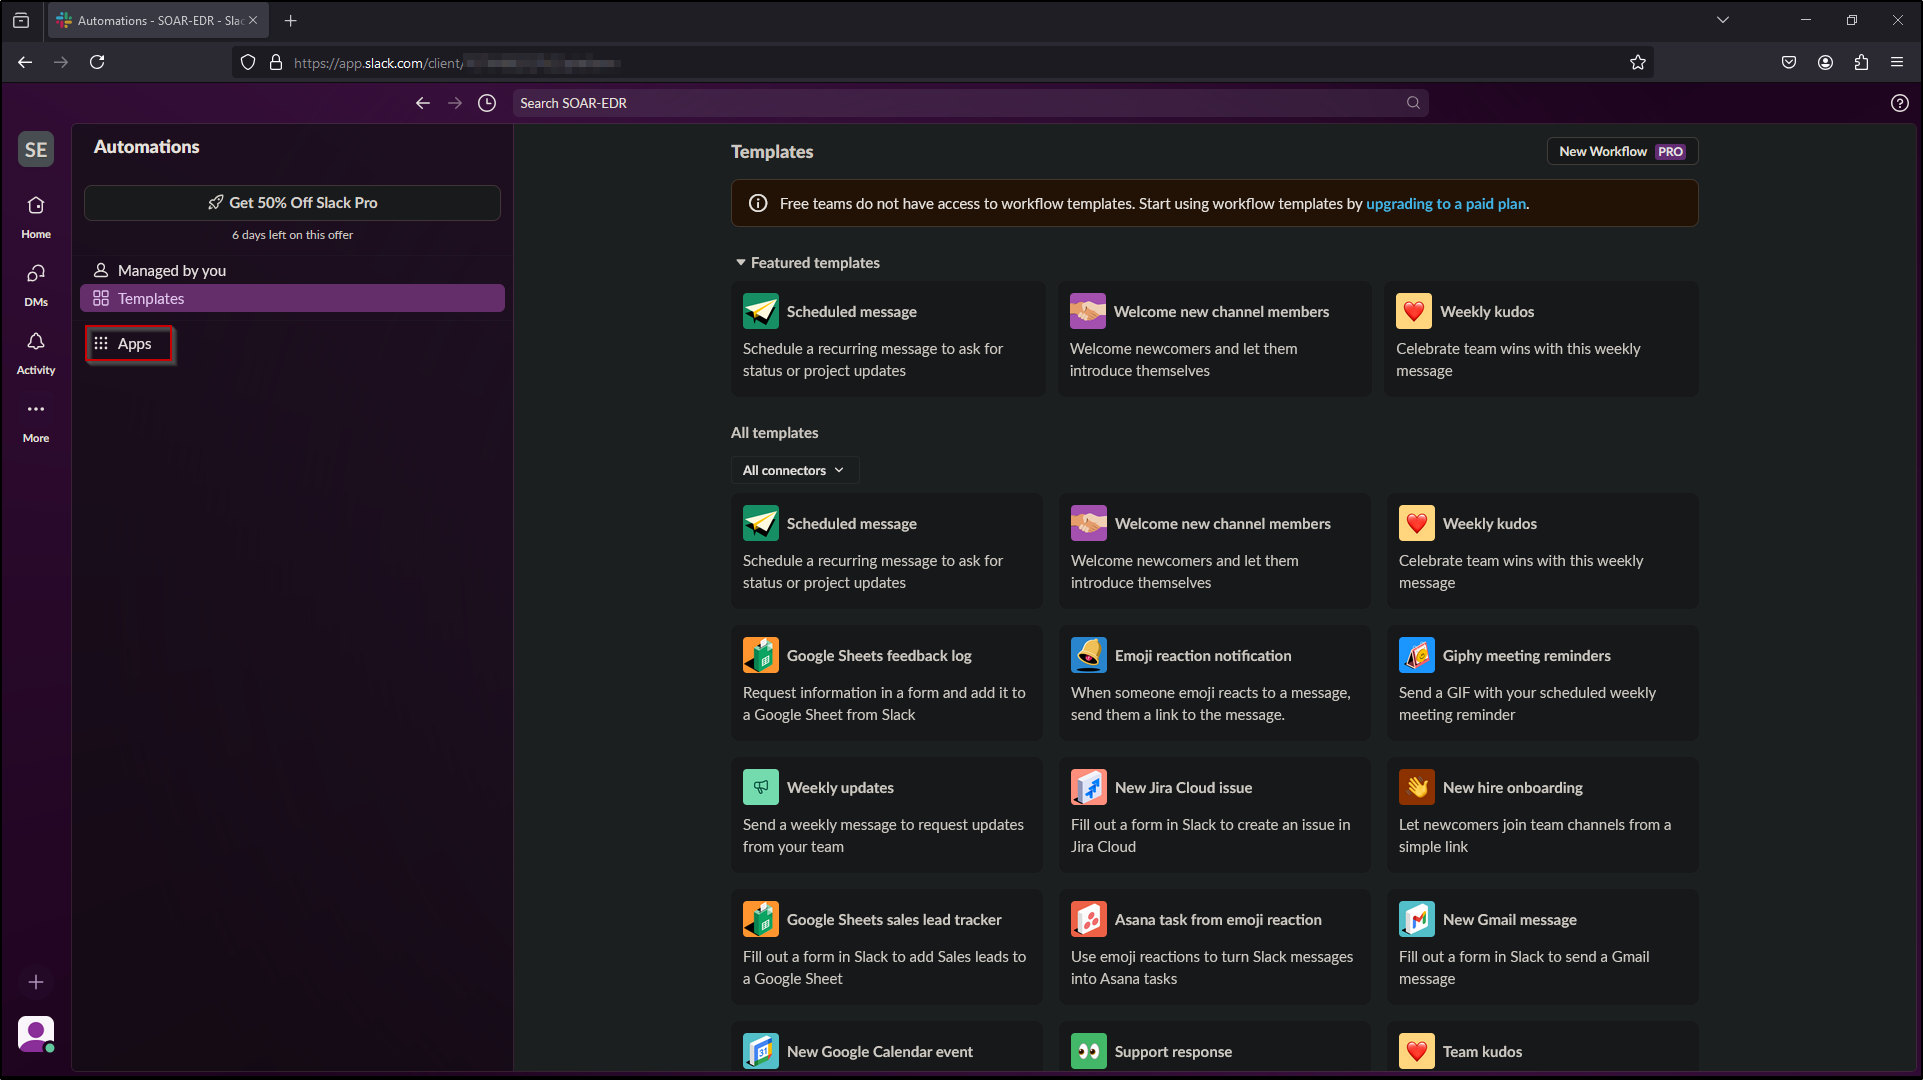 Automations - SOAR-EDR - Slac
https://app.slack.com/client/
Search SOAR-EDR
SE
Home
DMs
Activity
More
Automations
Get 50% Off Slack Pro
6 days left on this offer
Managed by you
Templates
Apps
Templates
New Workflow PRO
Free teams do not have access to workflow templates. Start using workflow templates by upgrading to a paid plan.
Featured templates
Scheduled message
Schedule a recurring message to ask for
status or project updates
Welcome new channel members
Welcome newcomers and let them
introduce themselves
Weekly kudos
Celebrate team wins with this weekly
message
All templates
All connectors
Scheduled message
Schedule a recurring message to ask for
status or project updates
Welcome new channel members
Welcome newcomers and let them
introduce themselves
Weekly kudos
Celebrate team wins with this weekly
message
Google Sheets feedback log
Request information in a form and add it to
a Google Sheet from Slack
Emoji reaction notification
When someone emoji reacts to a message,
send them a link to the message.
Giphy meeting reminders
Send a GIF with your scheduled weekly
meeting reminder
Weekly updates
Send a weekly message to request updates
from your team
New Jira Cloud issue
Fill out a form in Slack to create an issue in
Jira Cloud
New hire onboarding
Let newcomers join team channels from a
simple link
Google Sheets sales lead tracker
Fill out a form in Slack to add Sales leads to
a Google Sheet
Asana task from emoji reaction
Use emoji reactions to turn Slack messages
into Asana tasks
New Gmail message
Fill out a form in Slack to send a Gmail
message
31
New Google Calendar event
Support response
Team kudos